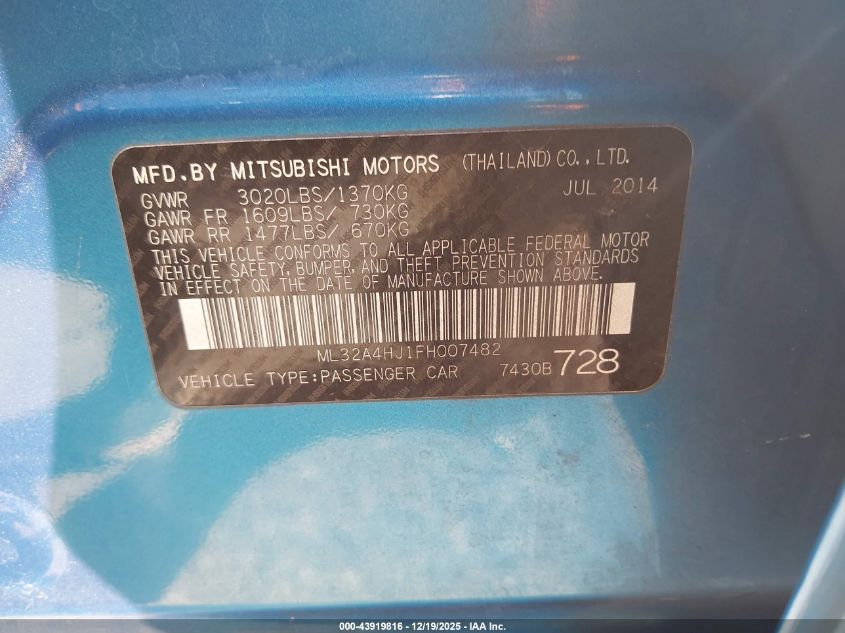 MFD.BY MITSUBISHI MOTORS (THAILAND)CO.,LTD.
GVWR 3020LBS/1370KG JUL 2014
GAWR FR 1609LBS/ 730KG
GAWR RR 1477LBS/ 670KG
THIS VEHICLE CONFORMS TO ALL APPLICABLE FEDERAL MOTOR
VEHICLE SAFETY, BUMPER, AND THEFT PREVENTION STANDARDS
IN EFFECT ON THE DATE OF MANUFACTURE SHOWN ABOVE.
ML32A4HJ1FH007482
VEHICLE TYPE:PASSENGER CAR 7430B 728
000-43919816 - 12/19/2025 - IAA Inc.